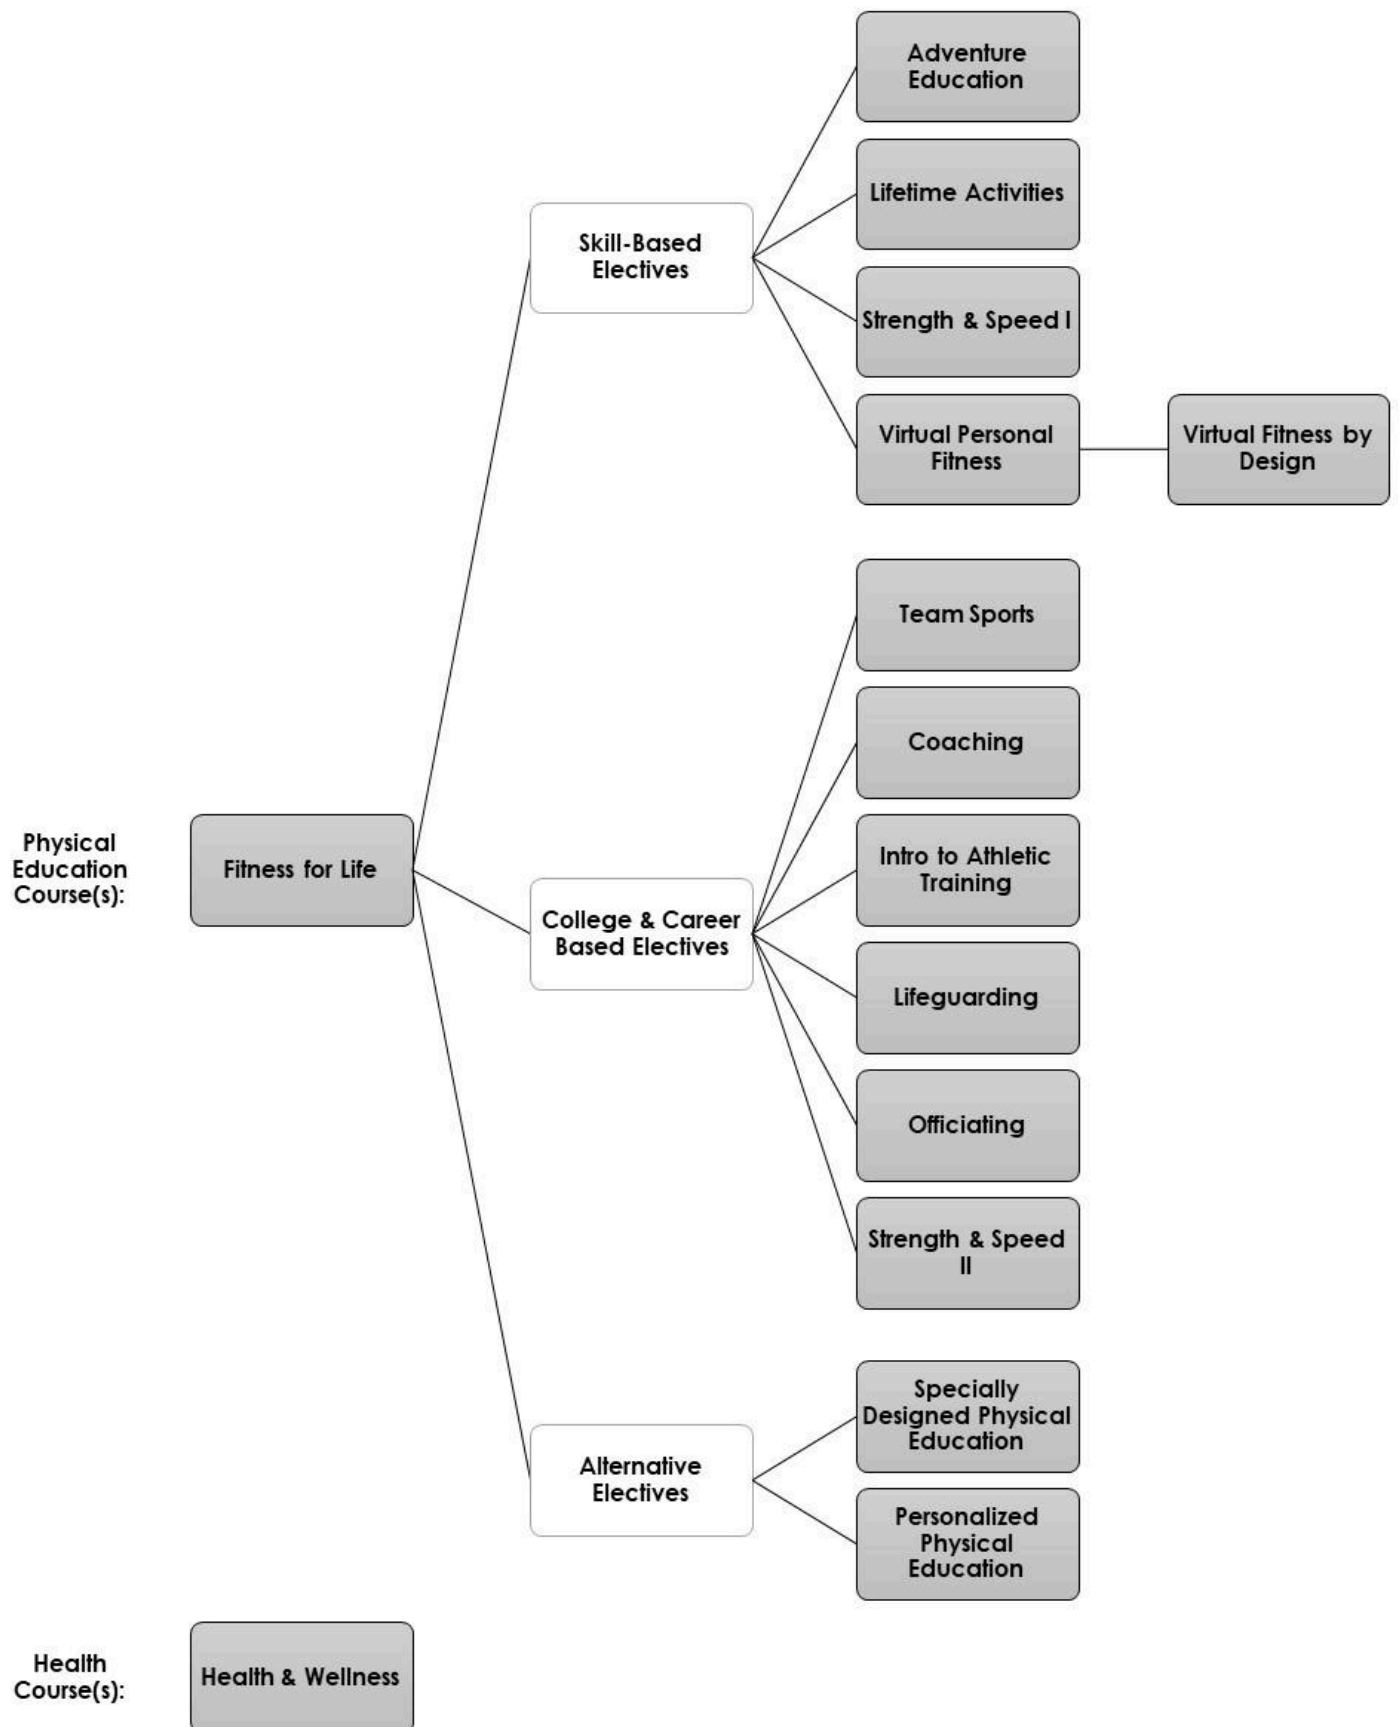 Adventure
Education
Lifetime Activities
Skill-Based
Electives
Strength & Speed I
Virtual Personal
Fitness
Virtual Fitness by
Design
Team Sports
Coaching
Physical
Education
Course(s):
Fitness for Life
College & Career
Based Electives
Intro to Athletic
Training
Lifeguarding
Officiating
Strength & Speed
II
Alternative
Electives
Specially
Designed Physical
Education
Personalized
Physical
Education
Health
Course(s):
Health & Wellness